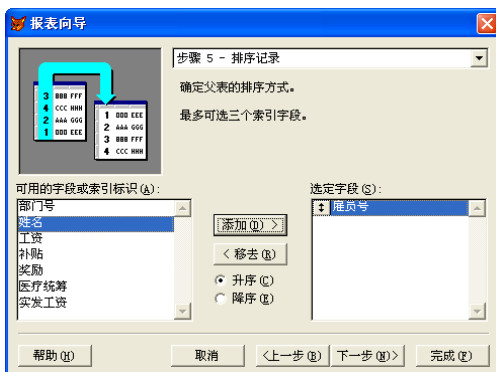 报表向导
步骤 5 - 排序记录
确定父表的排序方式。
最多可选三个索引字段。
3 BBB FFF
4 CCC HHH
2 AAA GGG
1 DDD EEE
1 DDD EEE
2 AAA GGG
3 BBB FFF
4 CCC HHH
可用的字段或索引标识(A):
选定字段(S):
部门号
姓名
工资
补贴
奖励
医疗统筹
实发工资
添加(D) >
< 移去(R)
升序(C)
降序(E)
雇员号
帮助(H)
取消
<上一步(B)
下一步(N)>
完成(F)